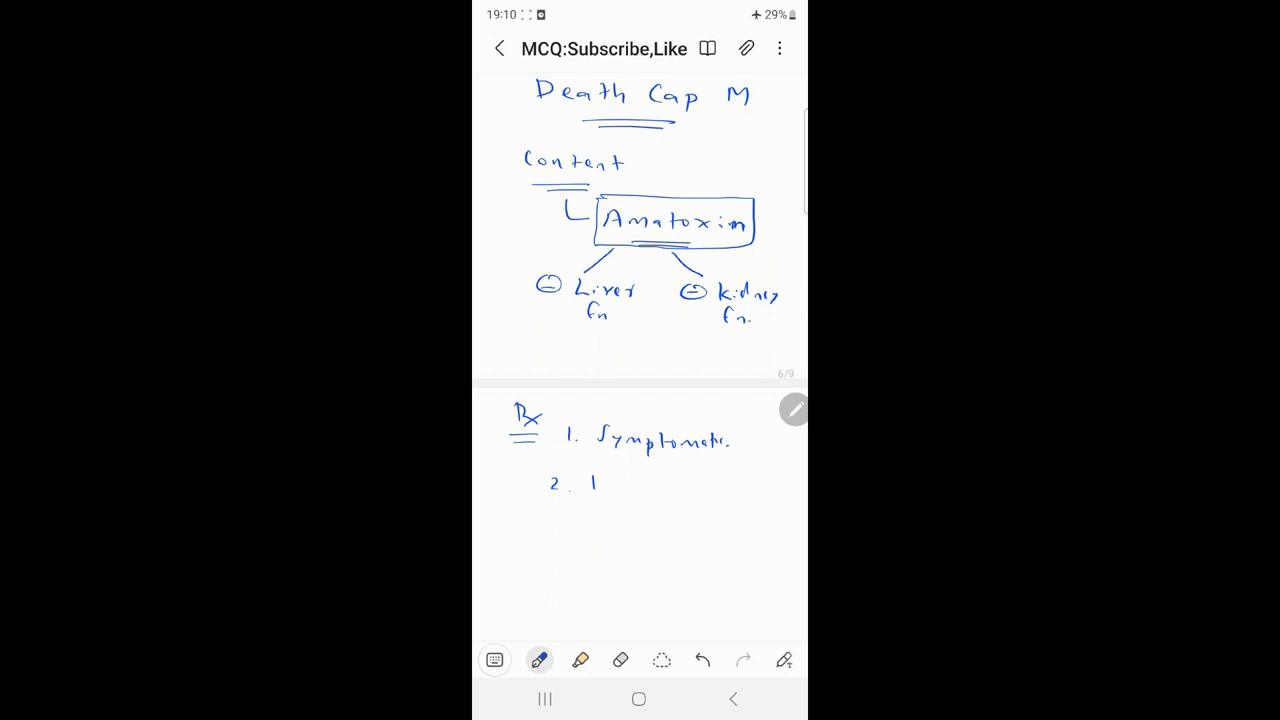 19:10 29%
MCQ:Subscribe,Like
Death Cap M
Content
Amatoxin
Liver Kidney
fn fn.
6/9
Rx
1. Symptomatic.
2. I